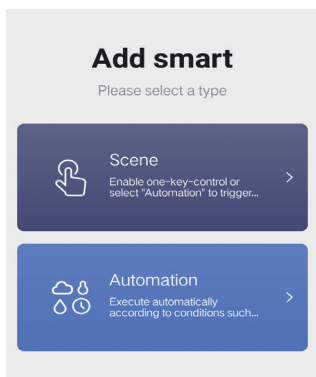 Add smart
Please select a type
Scene
Enable one-key-control or
select "Automation" to trigger...
Automation
Execute automatically
according to conditions such...